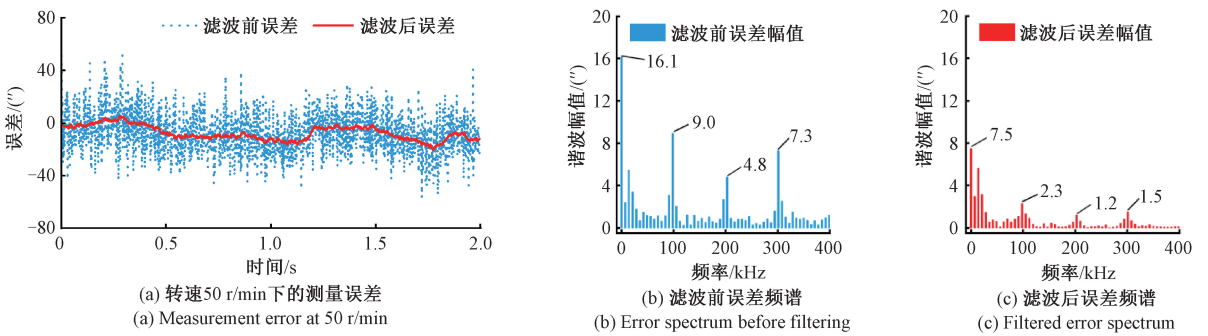 80
40
0
−40
−80
误差/(″)
滤波前误差
滤波后误差
0
0.5
1.0
1.5
2.0
时间/s
(a) 转速50 r/min下的测量误差
(a) Measurement error at 50 r/min
20
16
12
8
4
0
谐波幅值/(″)
滤波前误差幅值
16.1
9.0
4.8
7.3
0
100
200
300
400
频率/kHz
(b) 滤波前误差频谱
(b) Error spectrum before filtering
20
16
12
8
4
0
谐波幅值/(″)
滤波后误差幅值
7.5
2.3
1.2
1.5
0
100
200
300
400
频率/kHz
(c) 滤波后误差频谱
(c) Filtered error spectrum